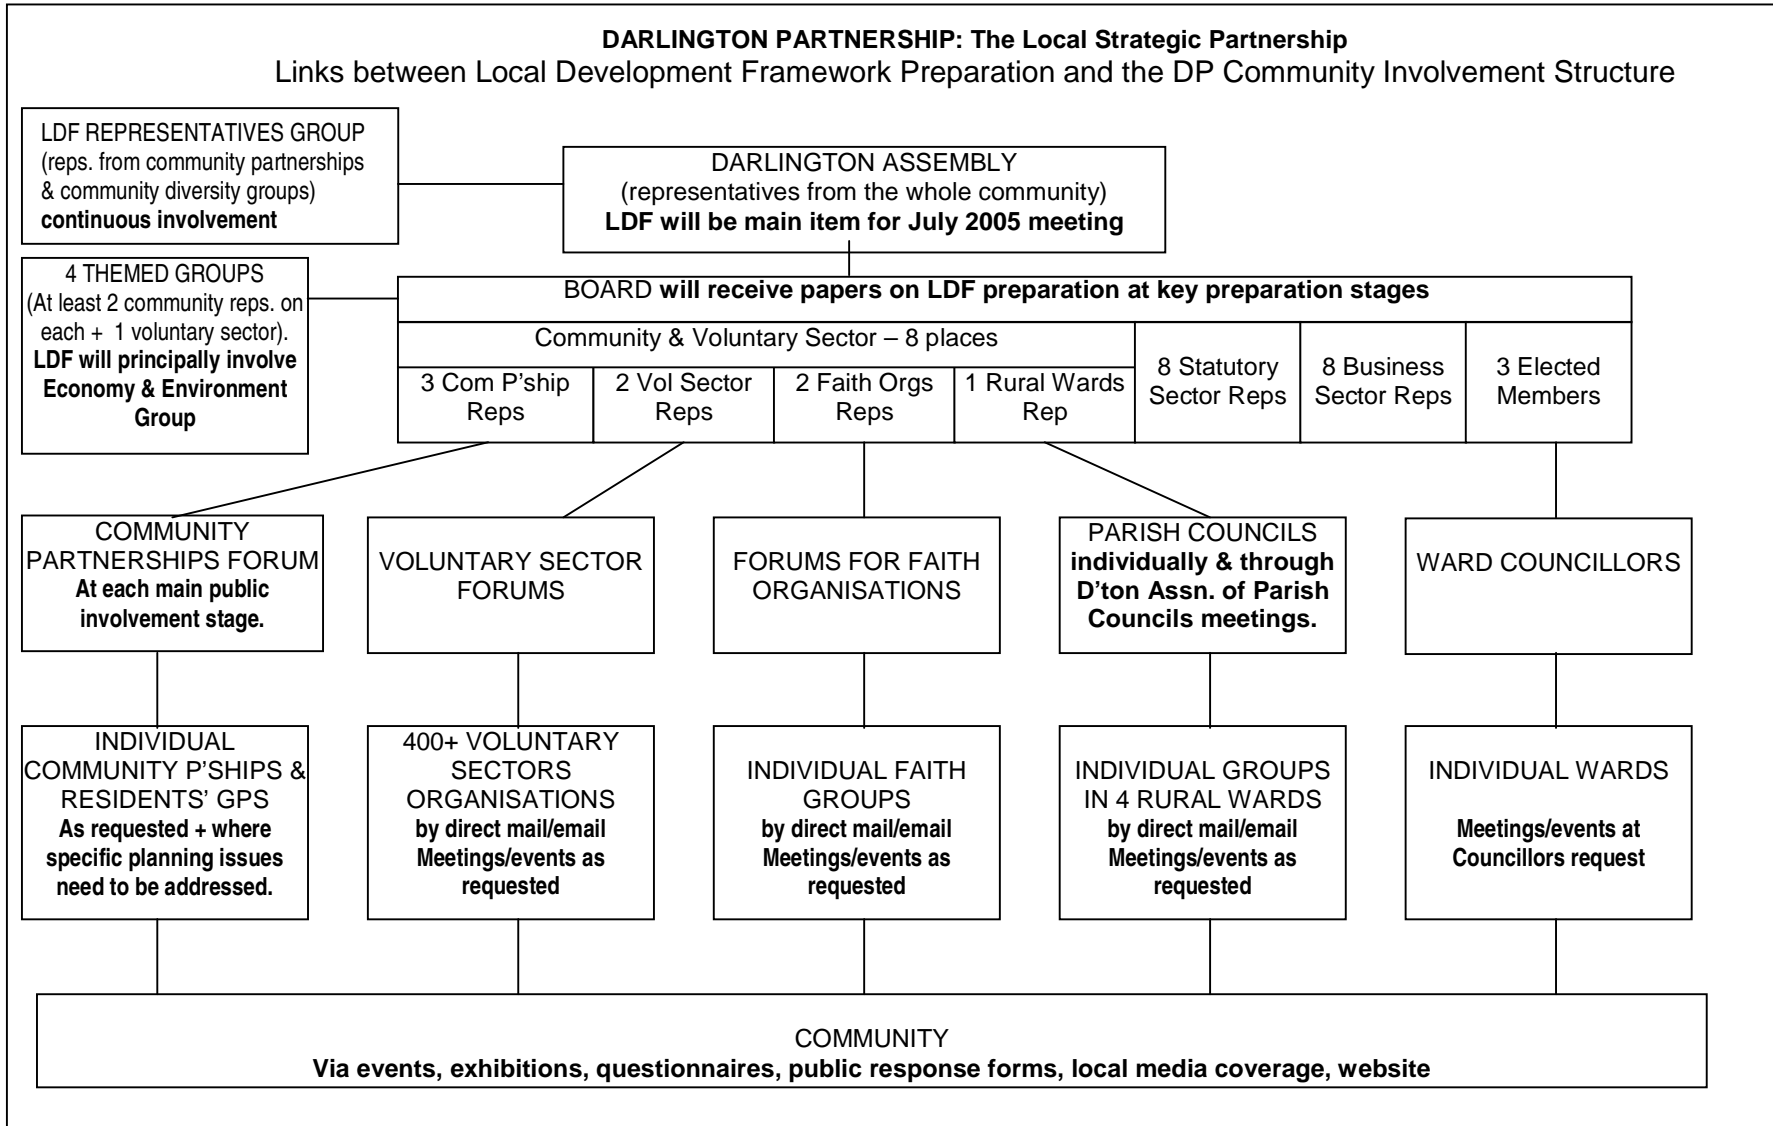 DARLINGTON PARTNERSHIP: The Local Strategic Partnership
Links between Local Development Framework Preparation and the DP Community Involvement Structure
LDF REPRESENTATIVES GROUP
(reps. from community partnerships
& community diversity groups)
continuous involvement
DARLINGTON ASSEMBLY
(representatives from the whole community)
LDF will be main item for July 2005 meeting
4 THEMED GROUPS
(At least 2 community reps. on
each + 1 voluntary sector).
LDF will principally involve
Economy & Environment
Group
BOARD will receive papers on LDF preparation at key preparation stages
Community & Voluntary Sector – 8 places
3 Com P'ship
Reps
2 Vol Sector
Reps
2 Faith Orgs
Reps
1 Rural Wards
Rep
8 Statutory
Sector Reps
8 Business
Sector Reps
3 Elected
Members
COMMUNITY
PARTNERSHIPS FORUM
At each main public
involvement stage.
VOLUNTARY SECTOR
FORUMS
FORUMS FOR FAITH
ORGANISATIONS
PARISH COUNCILS
individually & through
D'ton Assn. of Parish
Councils meetings.
WARD COUNCILLORS
INDIVIDUAL
COMMUNITY P'SHIPS &
RESIDENTS' GPS
As requested + where
specific planning issues
need to be addressed.
400+ VOLUNTARY
SECTORS
ORGANISATIONS
by direct mail/email
Meetings/events as
requested
INDIVIDUAL FAITH
GROUPS
by direct mail/email
Meetings/events as
requested
INDIVIDUAL GROUPS
IN 4 RURAL WARDS
by direct mail/email
Meetings/events as
requested
INDIVIDUAL WARDS
Meetings/events at
Councillors request
COMMUNITY
Via events, exhibitions, questionnaires, public response forms, local media coverage, website